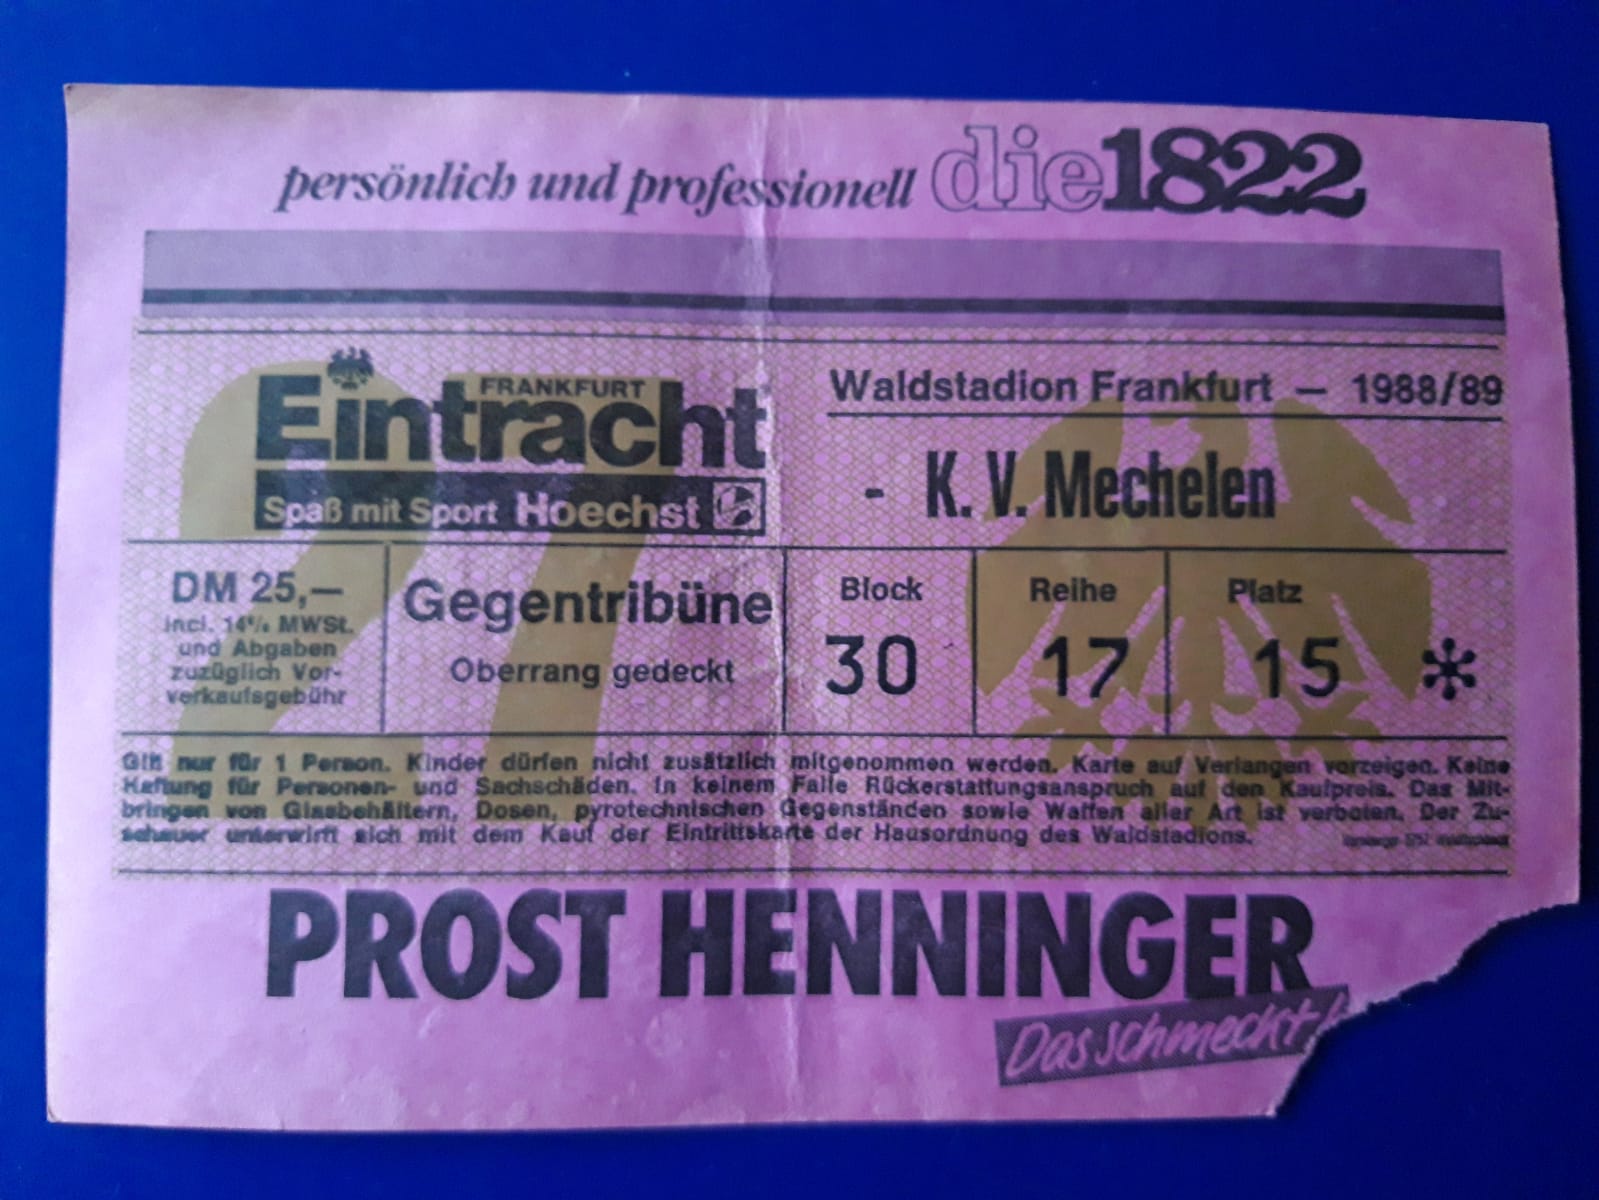 persönlich und professionell die 1822
FRANKFURT
Eintracht
Spaß mit Sport Hoechst
Waldstadion Frankfurt — 1988/89
- K. V. Mechelen
27
DM 25,—
incl. 14% MWSt.
und Abgaben
zuzüglich Vor-
verkaufsgebühr
Gegentribüne
Oberrang gedeckt
Block
30
Reihe
17
Platz
15 *
Gilt nur für 1 Person. Kinder dürfen nicht zusätzlich mitgenommen werden. Karte auf Verlangen vorzeigen. Keine
Haftung für Personen- und Sachschäden. In keinem Falle Rückerstattungsanspruch auf den Kaufpreis. Das Mit-
bringen von Glasbehältern, Dosen, pyrotechnischen Gegenständen sowie Waffen aller Art ist verboten. Der Zu-
schauer unterwirft sich mit dem Kauf der Eintrittskarte der Hausordnung des Waldstadions.
PROST HENNINGER
Das schmeckt!